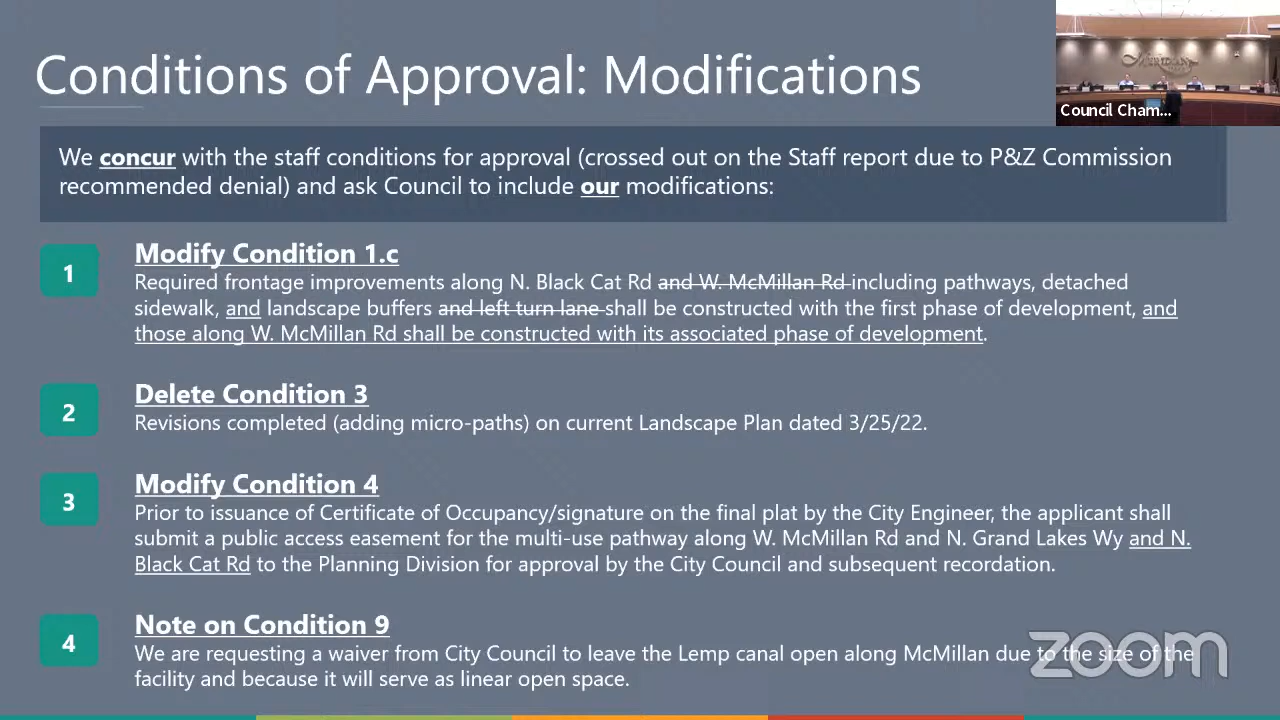 Conditions of Approval: Modifications
MERIDIAN
Council Cham...
We concur with the staff conditions for approval (crossed out on the Staff report due to P&Z Commission
recommended denial) and ask Council to include our modifications:
1
Modify Condition 1.c
Required frontage improvements along N. Black Cat Rd and W. McMillan Rd including pathways, detached
sidewalk, and landscape buffers and left turn lane shall be constructed with the first phase of development, and
those along W. McMillan Rd shall be constructed with its associated phase of development.
2
Delete Condition 3
Revisions completed (adding micro-paths) on current Landscape Plan dated 3/25/22.
3
Modify Condition 4
Prior to issuance of Certificate of Occupancy/signature on the final plat by the City Engineer, the applicant shall
submit a public access easement for the multi-use pathway along W. McMillan Rd and N. Grand Lakes Wy and N.
Black Cat Rd to the Planning Division for approval by the City Council and subsequent recordation.
4
Note on Condition 9
We are requesting a waiver from City Council to leave the Lemp canal open along McMillan due to the size of the
facility and because it will serve as linear open space.
zoom